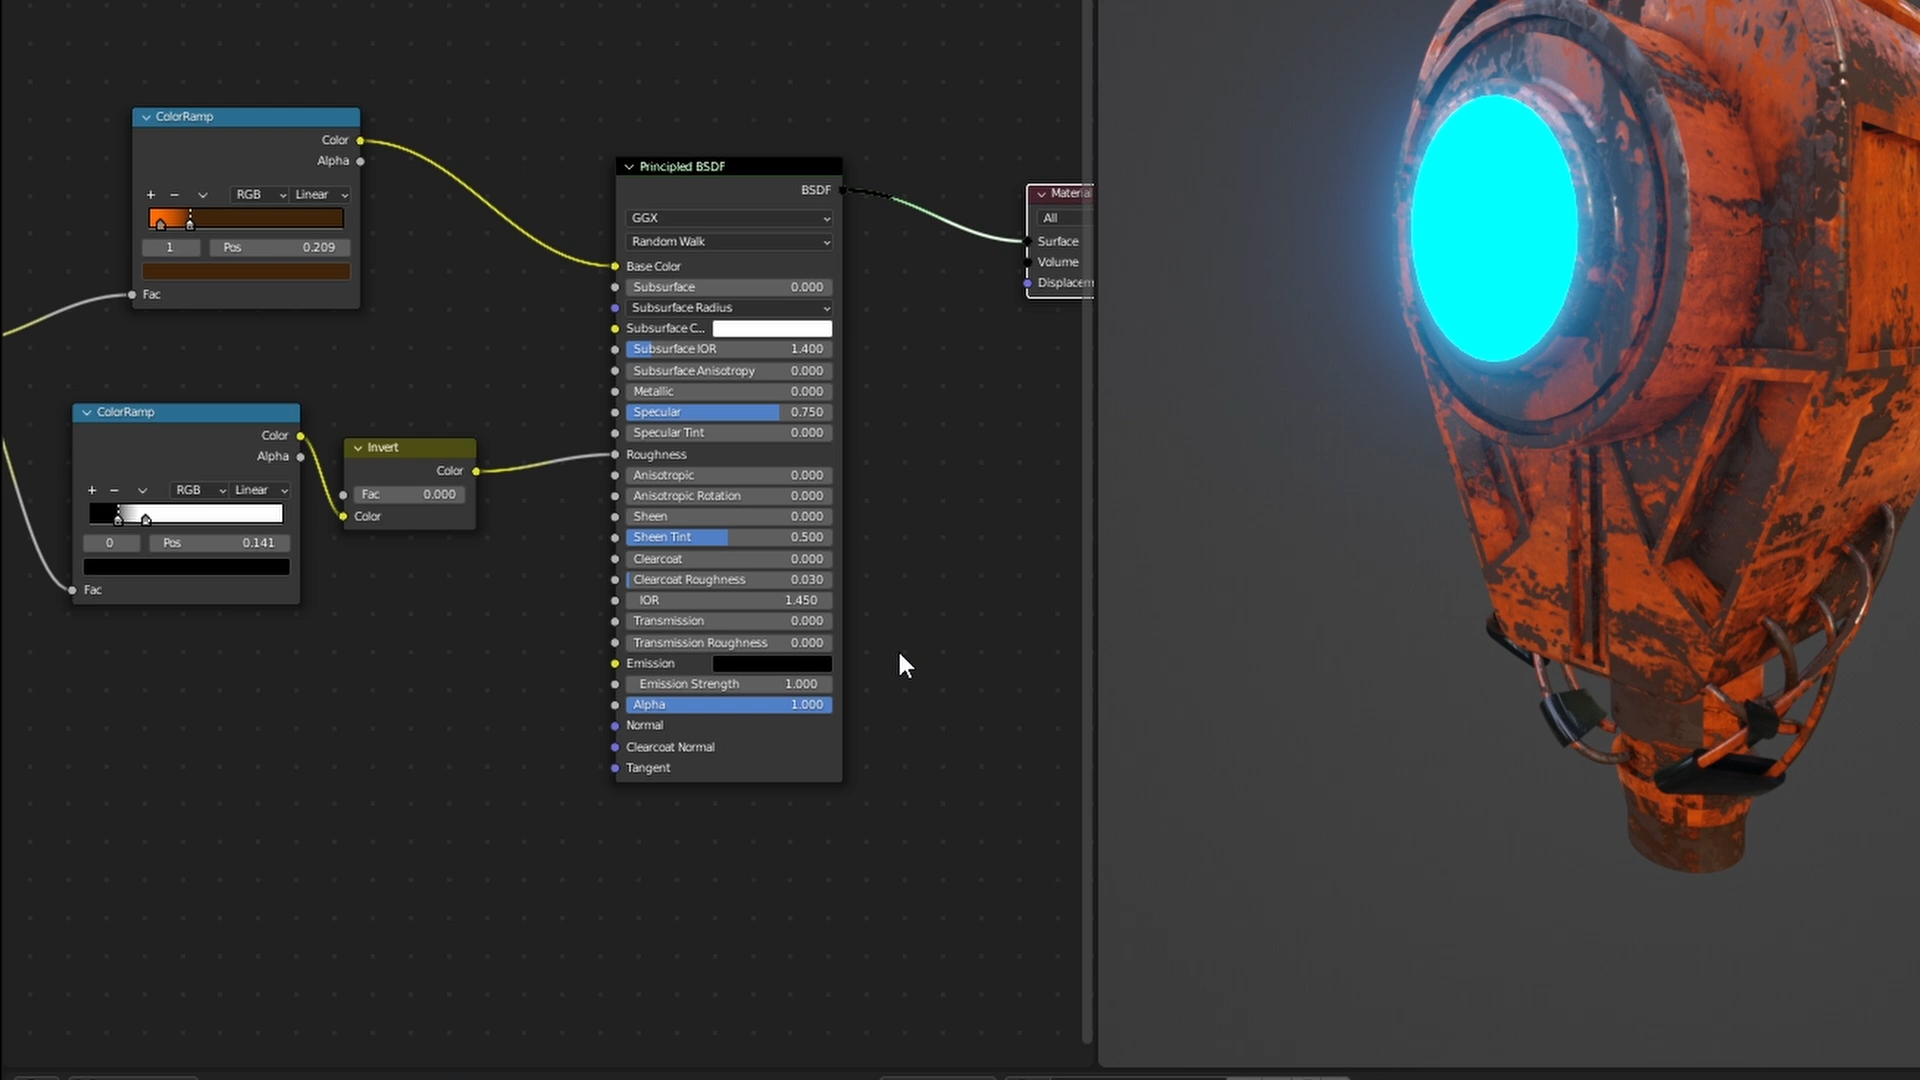 ColorRamp
Color
Alpha
+ − RGB Linear
1 Pos 0.209
Fac
ColorRamp
Color
Alpha
+ − RGB Linear
0 Pos 0.141
Fac
Invert
Color
Fac 0.000
Color
Principled BSDF
BSDF
GGX
Random Walk
Base Color
Subsurface 0.000
Subsurface Radius
Subsurface C..
Subsurface IOR 1.400
Subsurface Anisotropy 0.000
Metallic 0.000
Specular 0.750
Specular Tint 0.000
Roughness
Anisotropic 0.000
Anisotropic Rotation 0.000
Sheen 0.000
Sheen Tint 0.500
Clearcoat 0.000
Clearcoat Roughness 0.030
IOR 1.450
Transmission 0.000
Transmission Roughness 0.000
Emission
Emission Strength 1.000
Alpha 1.000
Normal
Clearcoat Normal
Tangent
Material
All
Surface
Volume
Displacem